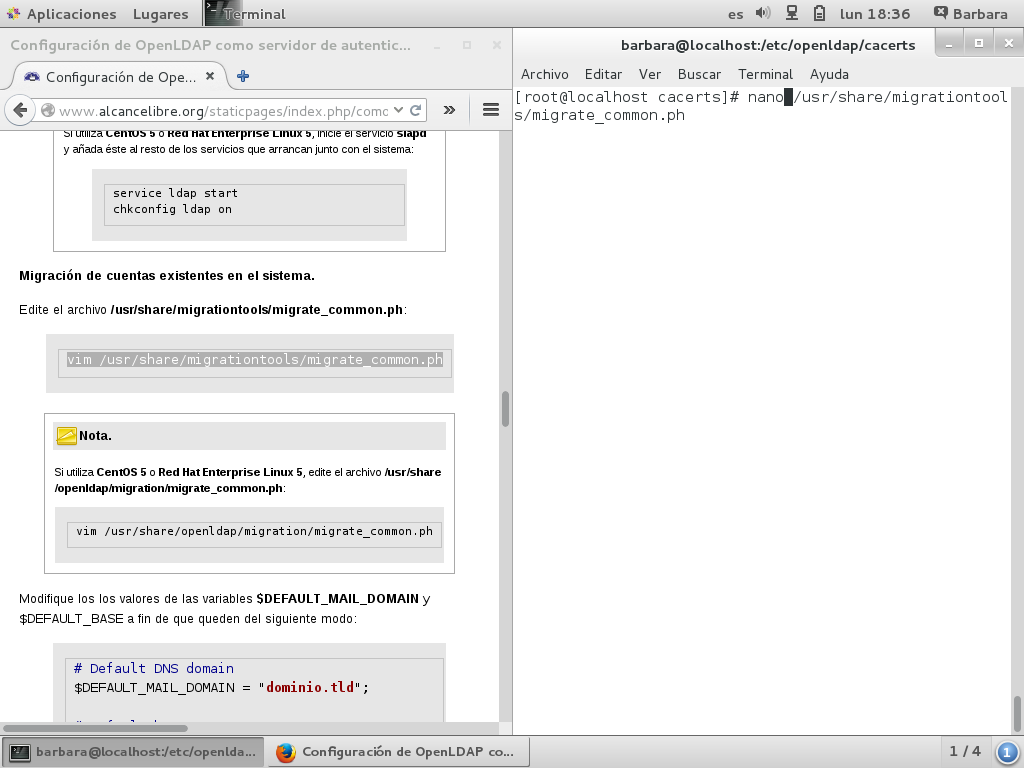 Aplicaciones Lugares Terminal es lun 18:36 Barbara
Configuración de OpenLDAP como servidor de autentic...
Configuración de Ope...
www.alcancelibre.org/staticpages/index.php/como
Si utiliza CentOS 5 o Red Hat Enterprise Linux 5, inicie el servicio slapd
y añada éste al resto de los servicios que arrancan junto con el sistema:
service ldap start
chkconfig ldap on
Migración de cuentas existentes en el sistema.
Edite el archivo /usr/share/migrationtools/migrate_common.ph:
vim /usr/share/migrationtools/migrate_common.ph
Nota.
Si utiliza CentOS 5 o Red Hat Enterprise Linux 5, edite el archivo /usr/share
/openldap/migration/migrate_common.ph:
vim /usr/share/openldap/migration/migrate_common.ph
Modifique los los valores de las variables $DEFAULT_MAIL_DOMAIN y
$DEFAULT_BASE a fin de que queden del siguiente modo:
# Default DNS domain
$DEFAULT_MAIL_DOMAIN = "dominio.tld";
barbara@localhost:/etc/openldap/cacerts
Archivo Editar Ver Buscar Terminal Ayuda
[root@localhost cacerts]# nano /usr/share/migrationtool
s/migrate_common.ph
barbara@localhost:/etc/openlda... Configuración de OpenLDAP co... 1 / 4 1